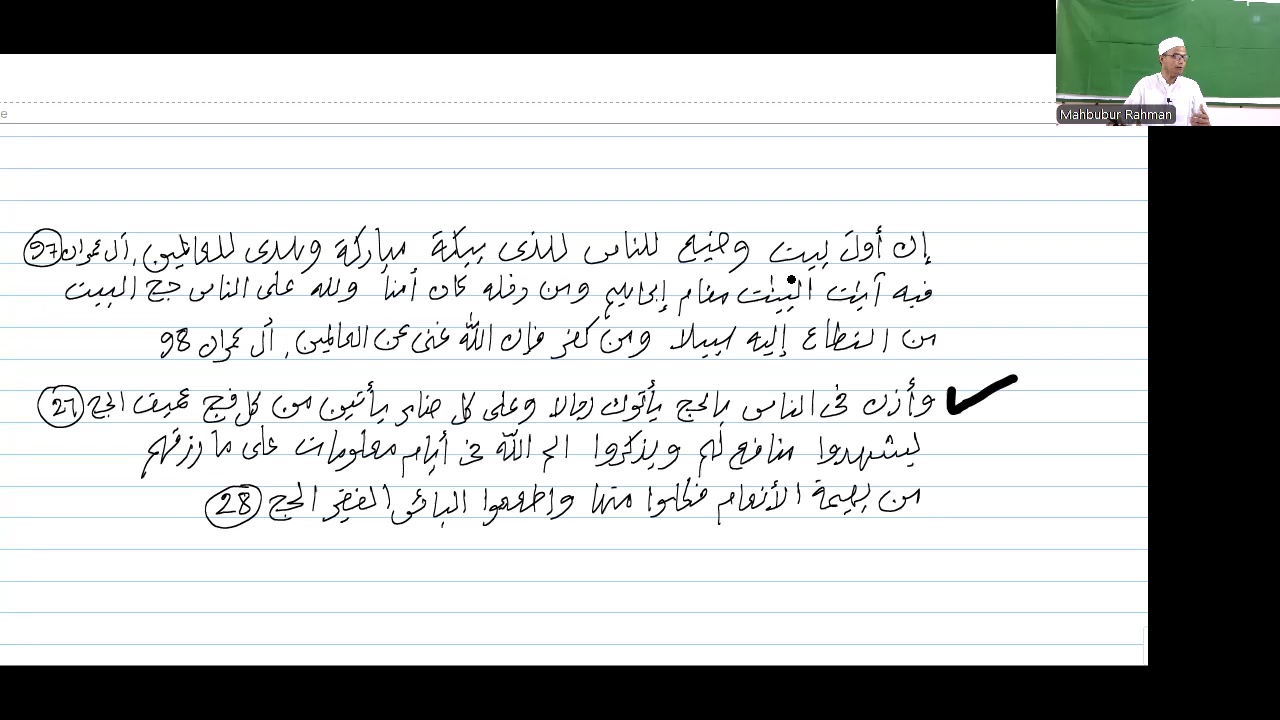 e
Mahbubur Rahman
إن أول بيت وضع للناس للذى ببكة مباركة وهدى للعالمين، آل عمران 97
فيه آيت البينت مقام إبراهيم ومن دخله كان أمنا ولله على الناس حج البيت
من استطاع إليه سبيلا ومن كفر فإن الله غنى عن العالمين، أل عمران 98
وأذن فى الناس بالحج يأتوك رجالا وعلى كل ضامر يأتين من كل فج عميق الحج 27
ليشهدوا منافع لهم ويذكروا اسم الله فى أيام معلومات على ما رزقهم
من بهيمة الأنعام فكلوا منها واطعموا البائس الفقير الحج 28